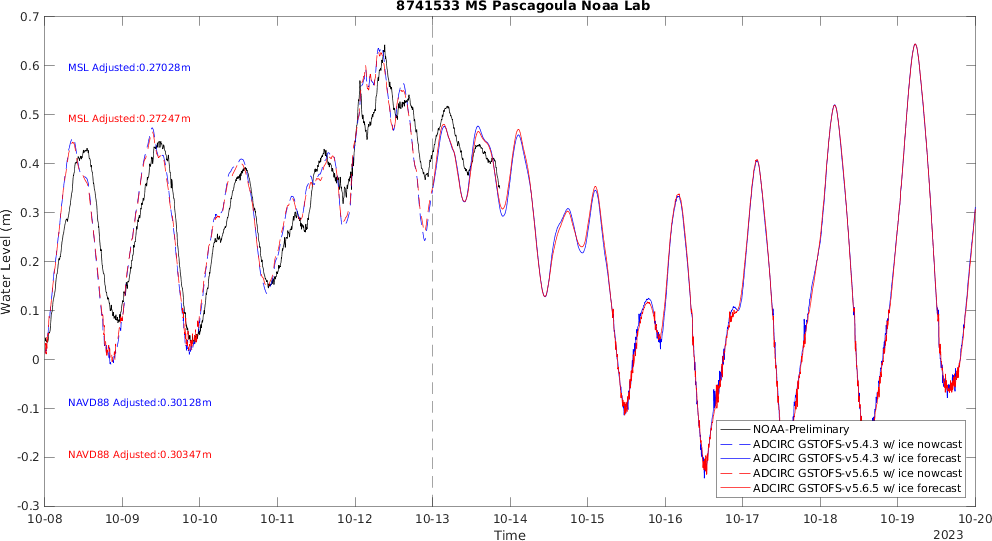 8741533 MS Pascagoula Noaa Lab
0.7
0.6
0.5
0.4
0.3
0.2
0.1
0
-0.1
-0.2
-0.3
Water Level (m)
MSL Adjusted:0.27028m
MSL Adjusted:0.27247m
NAVD88 Adjusted:0.30128m
NAVD88 Adjusted:0.30347m
NOAA-Preliminary
ADCIRC GSTOFS-v5.4.3 w/ ice nowcast
ADCIRC GSTOFS-v5.4.3 w/ ice forecast
ADCIRC GSTOFS-v5.6.5 w/ ice nowcast
ADCIRC GSTOFS-v5.6.5 w/ ice forecast
10-08 10-09 10-10 10-11 10-12 10-13 10-14 10-15 10-16 10-17 10-18 10-19 10-20
Time
2023